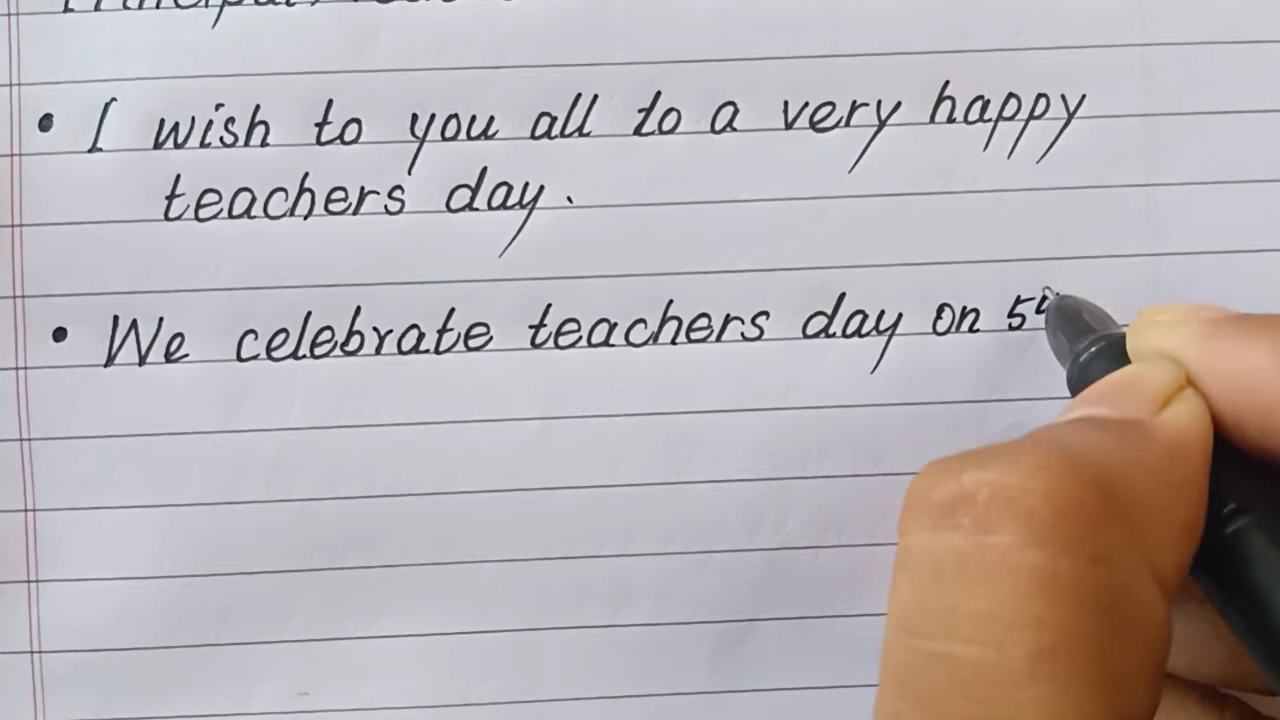 • I wish to you all to a very happy
teachers day.
• We celebrate teachers day on 5